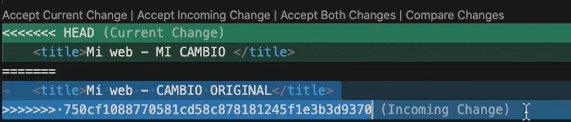 Accept Current Change | Accept Incoming Change | Accept Both Changes | Compare Changes
<<<<<<< HEAD (Current Change)
<title>Mi web - MI CAMBIO </title>
=======
<title>Mi web - CAMBIO ORIGINAL</title>
>>>>>>> 750cf1088770581cd58c878181245f1e3b3d9370 (Incoming Change)